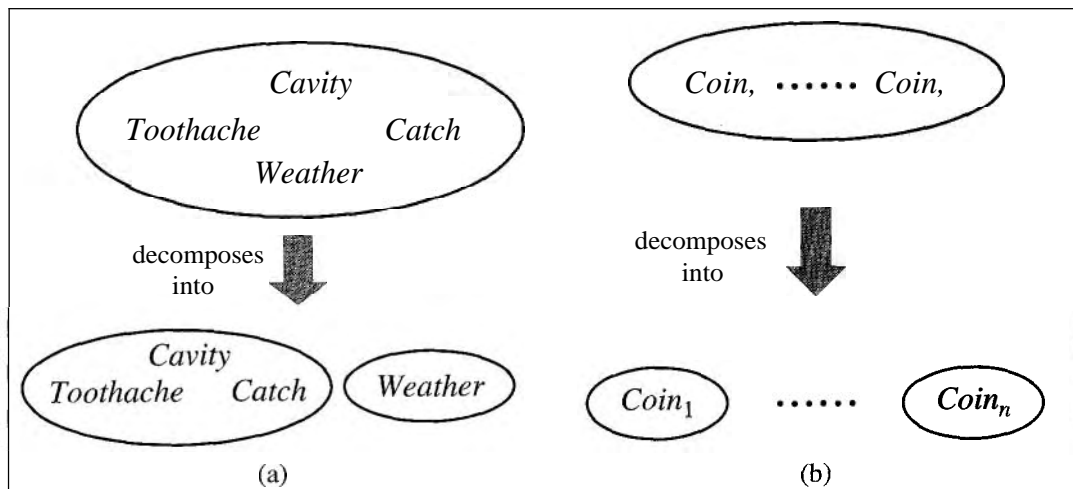 Cavity
Toothache Catch
Weather
decomposes
into
Cavity
Toothache Catch
Weather
(a)
Coin, ...... Coin,
decomposes
into
Coin₁ ...... Coinₙ
(b)